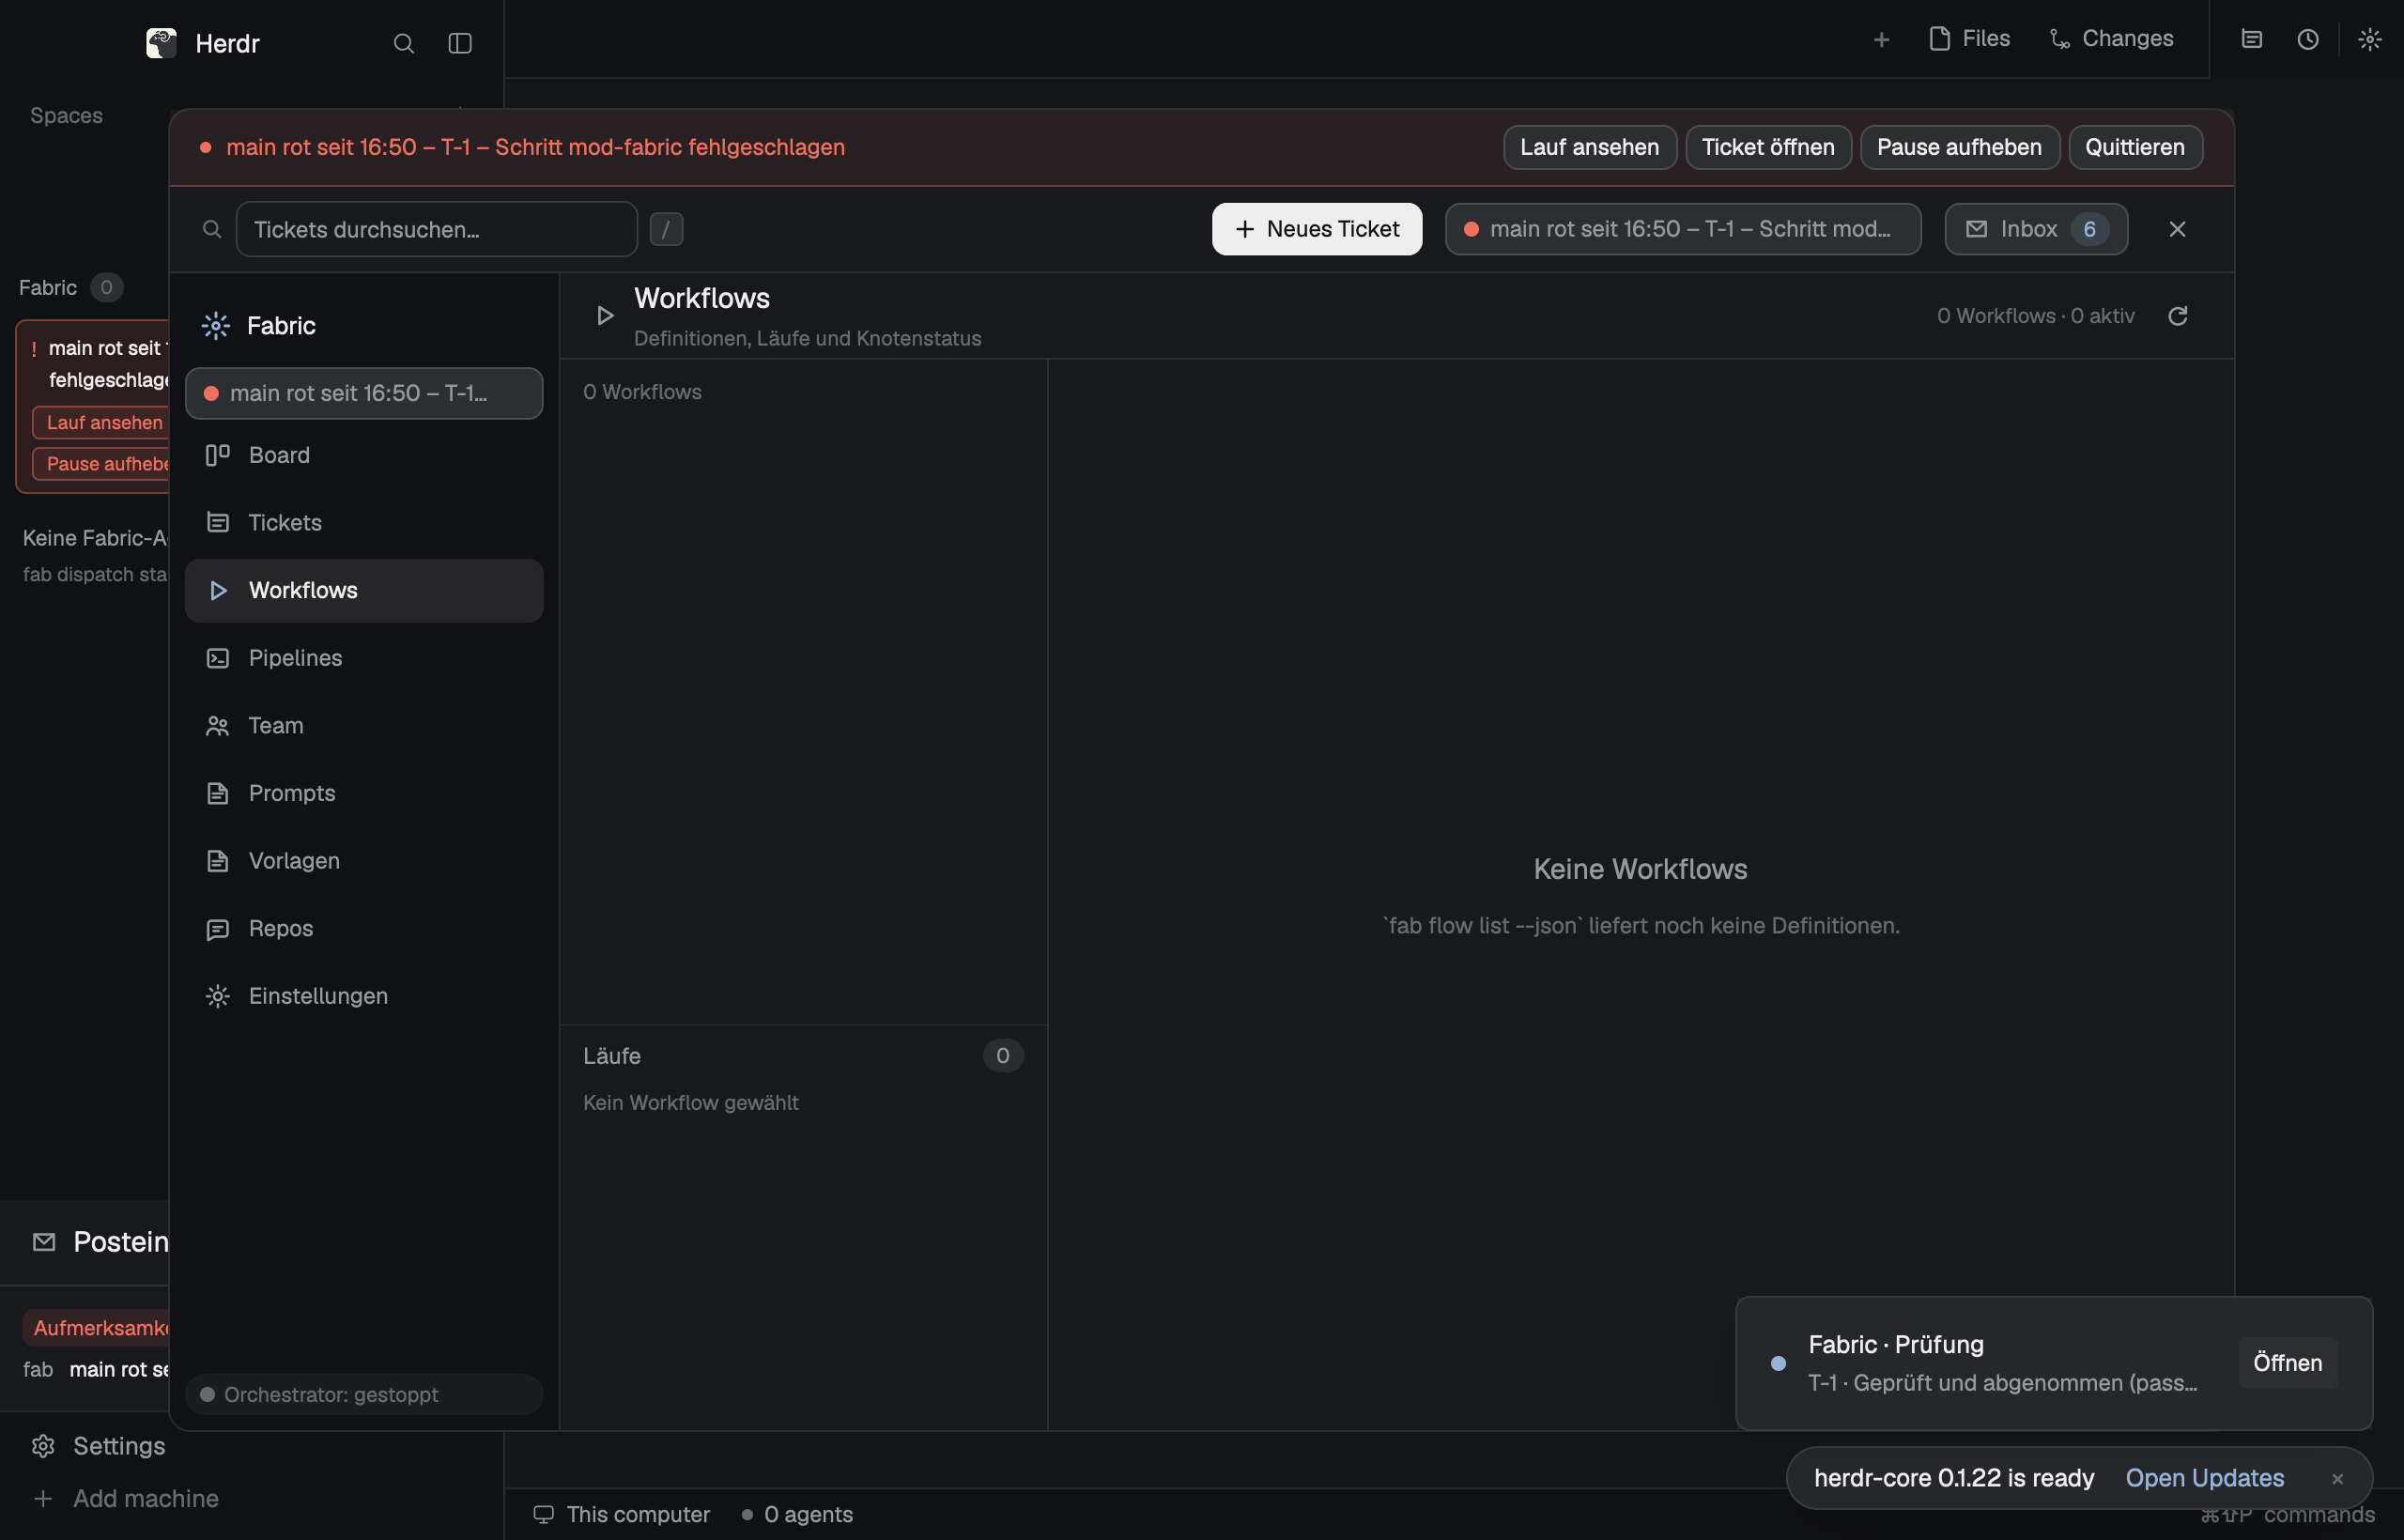 Herdr
Files
Changes
Spaces
main rot seit 16:50 – T-1 – Schritt mod-fabric fehlgeschlagen
Lauf ansehen
Ticket öffnen
Pause aufheben
Quittieren
Tickets durchsuchen...
/
Neues Ticket
main rot seit 16:50 – T-1 – Schritt mod...
Inbox 6
Fabric 0
main rot seit
fehlgeschlage
Lauf ansehen
Pause aufhebe
Keine Fabric-A
fab dispatch sta
Fabric
main rot seit 16:50 – T-1...
Board
Tickets
Workflows
Pipelines
Team
Prompts
Vorlagen
Repos
Einstellungen
Orchestrator: gestoppt
Workflows
Definitionen, Läufe und Knotenstatus
0 Workflows · 0 aktiv
0 Workflows
Keine Workflows
`fab flow list --json` liefert noch keine Definitionen.
Läufe
0
Kein Workflow gewählt
Postein
Aufmerksamke
fab main rot se
Settings
Add machine
Fabric · Prüfung
T-1 · Geprüft und abgenommen (pass...
Öffnen
herdr-core 0.1.22 is ready
Open Updates
This computer
0 agents
⌘⇧P commands